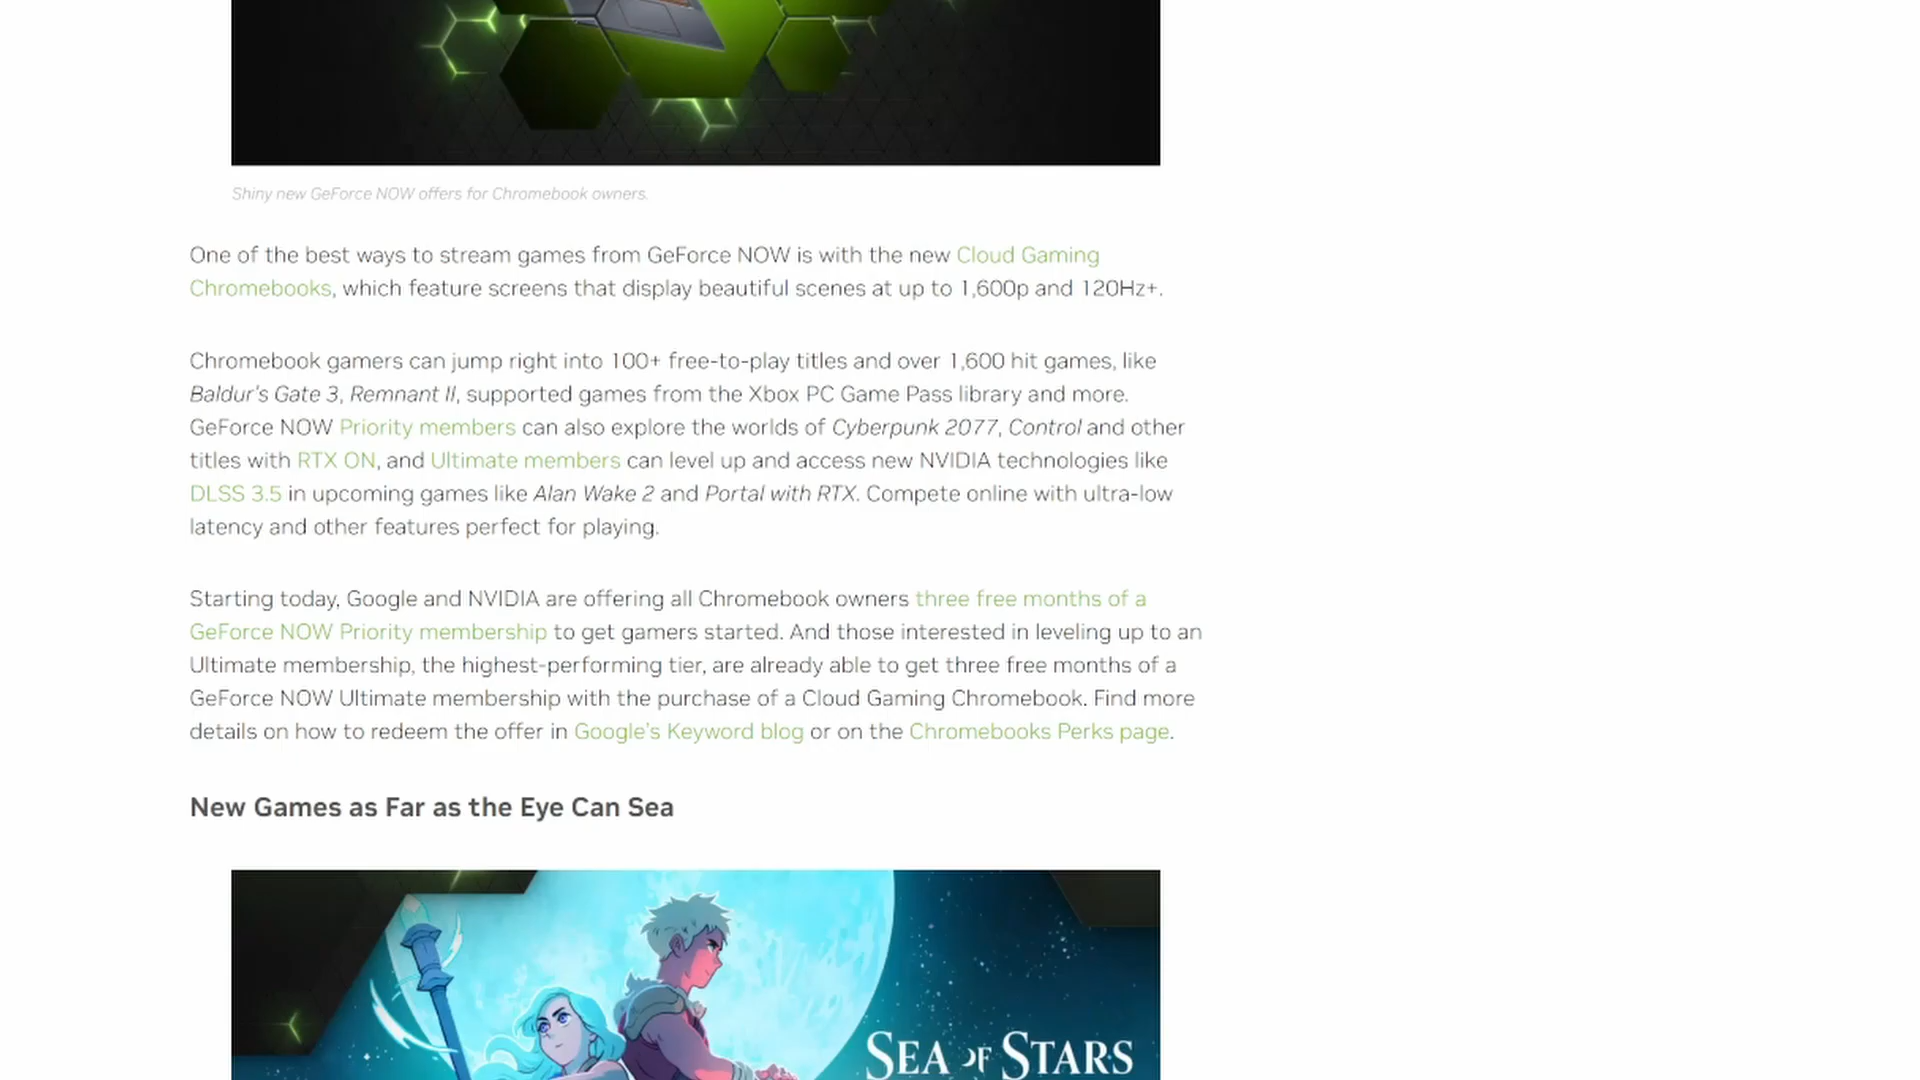 Shiny new GeForce NOW offers for Chromebook owners.
One of the best ways to stream games from GeForce NOW is with the new Cloud Gaming
Chromebooks, which feature screens that display beautiful scenes at up to 1,600p and 120Hz+.
Chromebook gamers can jump right into 100+ free-to-play titles and over 1,600 hit games, like
Baldur's Gate 3, Remnant II, supported games from the Xbox PC Game Pass library and more.
GeForce NOW Priority members can also explore the worlds of Cyberpunk 2077, Control and other
titles with RTX ON, and Ultimate members can level up and access new NVIDIA technologies like
DLSS 3.5 in upcoming games like Alan Wake 2 and Portal with RTX. Compete online with ultra-low
latency and other features perfect for playing.
Starting today, Google and NVIDIA are offering all Chromebook owners three free months of a
GeForce NOW Priority membership to get gamers started. And those interested in leveling up to an
Ultimate membership, the highest-performing tier, are already able to get three free months of a
GeForce NOW Ultimate membership with the purchase of a Cloud Gaming Chromebook. Find more
details on how to redeem the offer in Google's Keyword blog or on the Chromebooks Perks page.
New Games as Far as the Eye Can Sea
SEA OF STARS